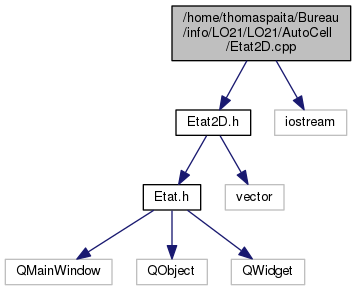 /home/thomaspaita/Bureau
/info/LO21/LO21/AutoCell
/Etat2D.cpp
Etat2D.h
iostream
Etat.h
vector
QMainWindow
QObject
QWidget